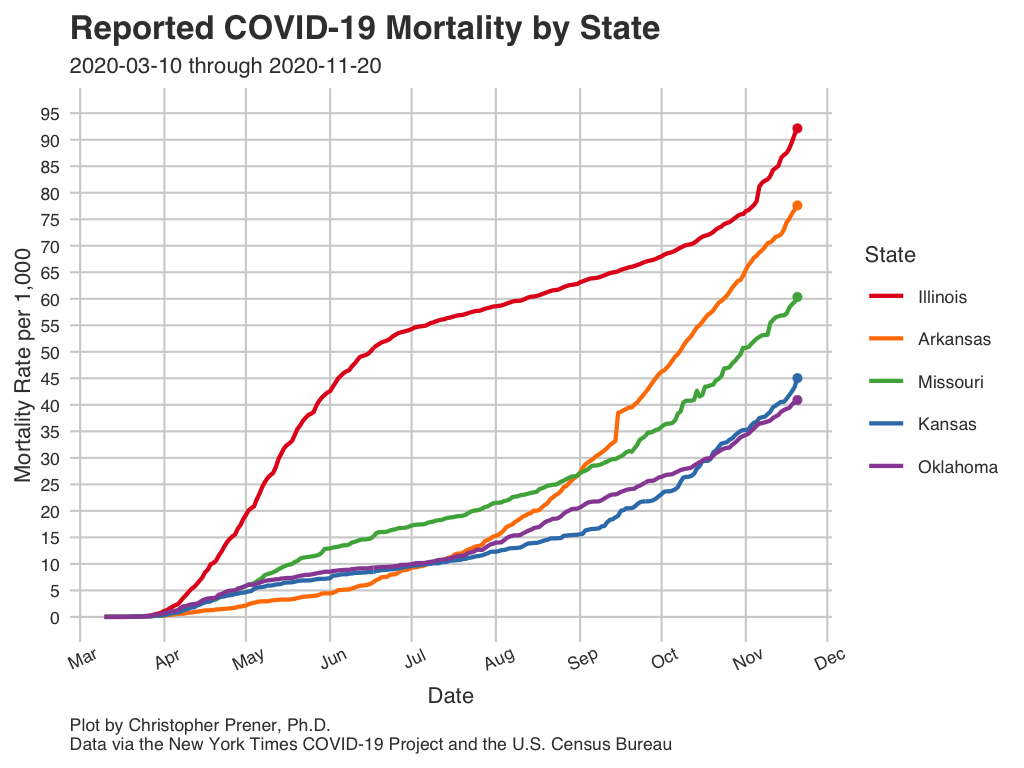 Reported COVID-19 Mortality by State
2020-03-10 through 2020-11-20
Mortality Rate per 1,000
95
90
85
80
75
70
65
60
55
50
45
40
35
30
25
20
15
10
5
0
Mar Apr May Jun Jul Aug Sep Oct Nov Dec
Date
State
Illinois
Arkansas
Missouri
Kansas
Oklahoma
Plot by Christopher Prener, Ph.D.
Data via the New York Times COVID-19 Project and the U.S. Census Bureau